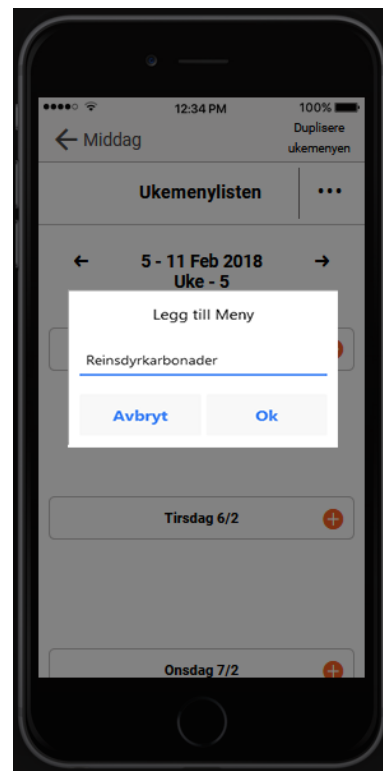 12:34 PM
100%
Middag
Duplisere
ukemenyen
Ukemenylisten
5 - 11 Feb 2018
Uke - 5
Legg till Meny
Reinsdyrkarbonader
Avbryt
Ok
Tirsdag 6/2
Onsdag 7/2